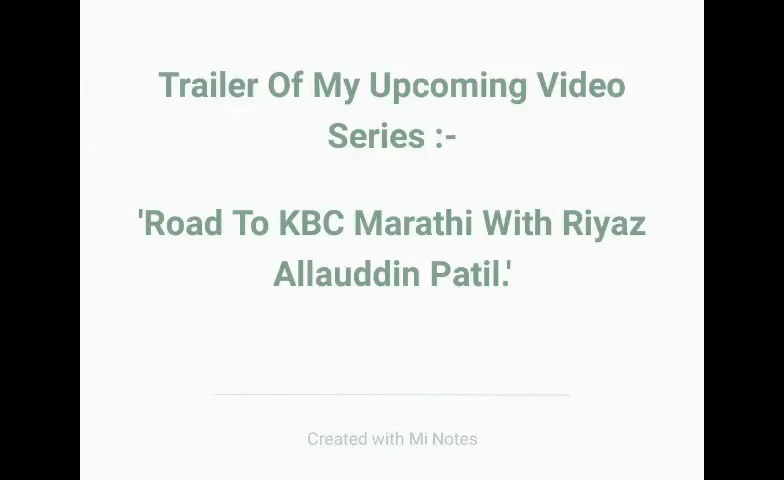 Trailer Of My Upcoming Video
Series :-
'Road To KBC Marathi With Riyaz
Allauddin Patil.'
Created with Mi Notes